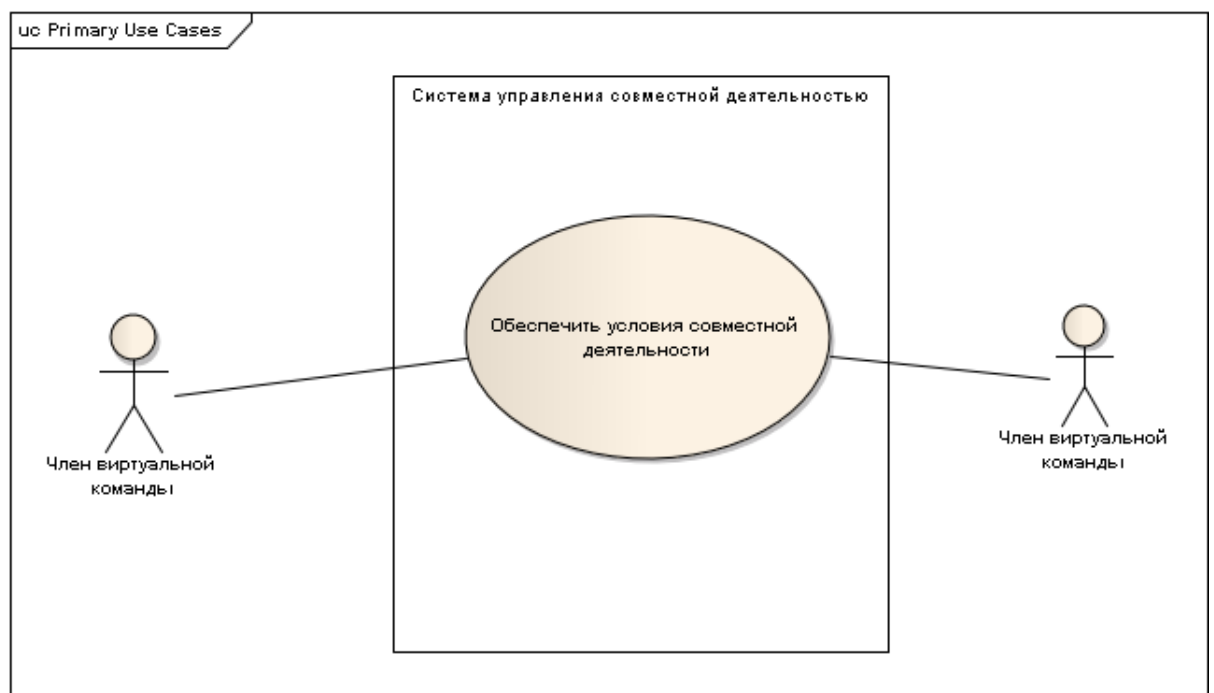 uc Primary Use Cases
Система управления совместной деятельностью
Обеспечить условия совместной
деятельности
Член виртуальной
команды
Член виртуальной
команды